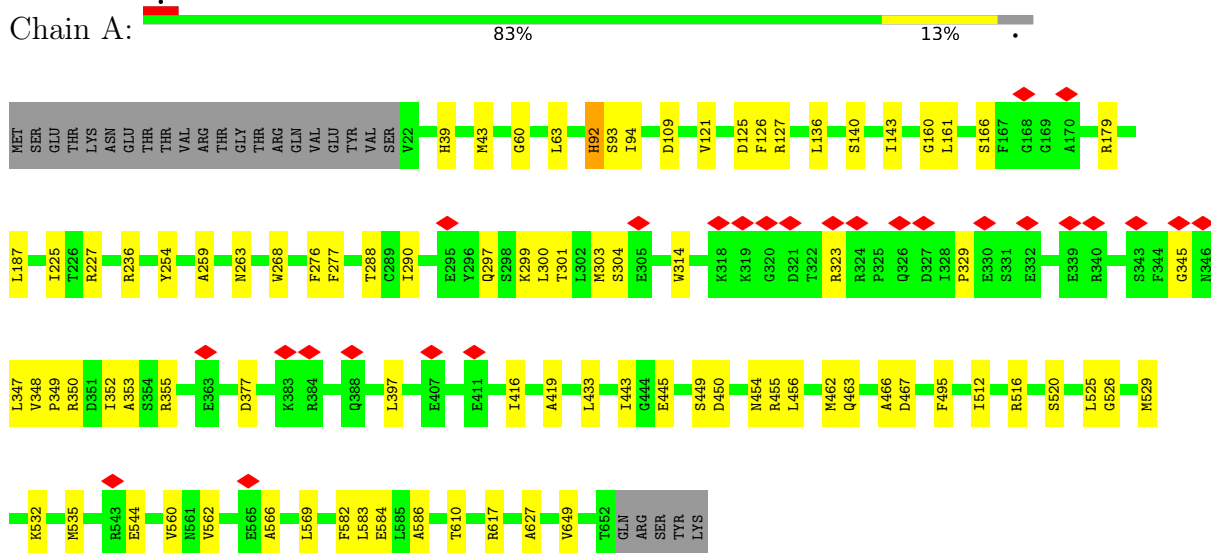 Chain A:
•
83%
13%
•
MET SER GLU THR LYS ASN GLU THR THR VAL ARG THR GLY THR ARG GLN VAL GLU TYR VAL SER V22 H39 M43 G60 L63 H92 S93 I94 D109 V121 D125 F126 R127 L136 S140 I143 G160 L161 S166 F167 G168 G169 A170 R179
L187 I225 T226 R227 R236 Y254 A259 N263 W268 F276 F277 T288 C289 I290 E295 Y296 Q297 S298 K299 L300 T301 L302 M303 S304 E305 W314 K318 K319 G320 D321 T322 R323 R324 P325 Q326 D327 I328 P329 E330 S331 E332 E339 R340 S343 F344 G345 N346
L347 V348 P349 R350 D351 I352 A353 S354 R355 E363 D377 K383 R384 Q388 L397 E407 E411 I416 A419 L433 I443 G444 E445 S449 D450 N454 R455 L456 M462 Q463 A466 D467 F495 I512 R516 S520 L525 G526 M529
K532 M535 R543 E544 V560 N561 V562 E565 A566 L569 F582 L583 E584 L585 A586 T610 R617 A627 V649 T652 GLN ARG SER TYR LYS